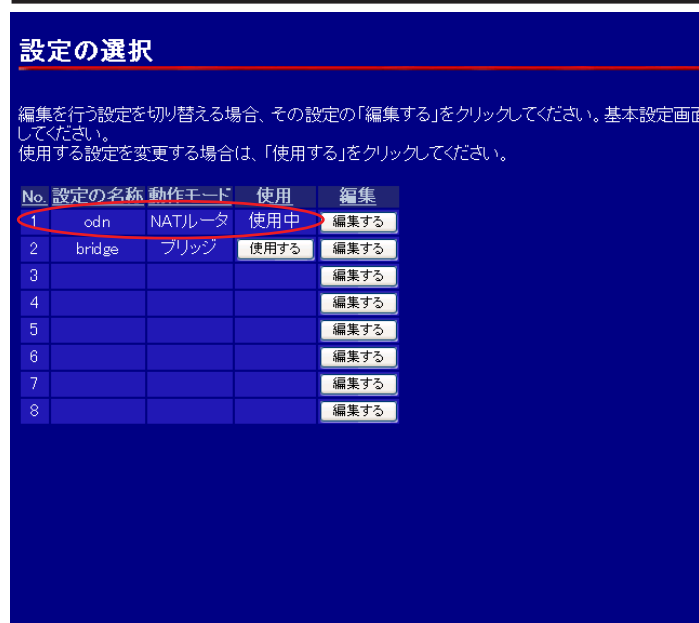 設定の選択
編集を行う設定を切り替える場合、その設定の「編集する」をクリックしてください。基本設定画面
してください。
使用する設定を変更する場合は、「使用する」をクリックしてください。
No. 設定の名称 動作モード 使用 編集
1 odn NATルータ 使用中 編集する
2 bridge ブリッジ 使用する 編集する
3 編集する
4 編集する
5 編集する
6 編集する
7 編集する
8 編集する